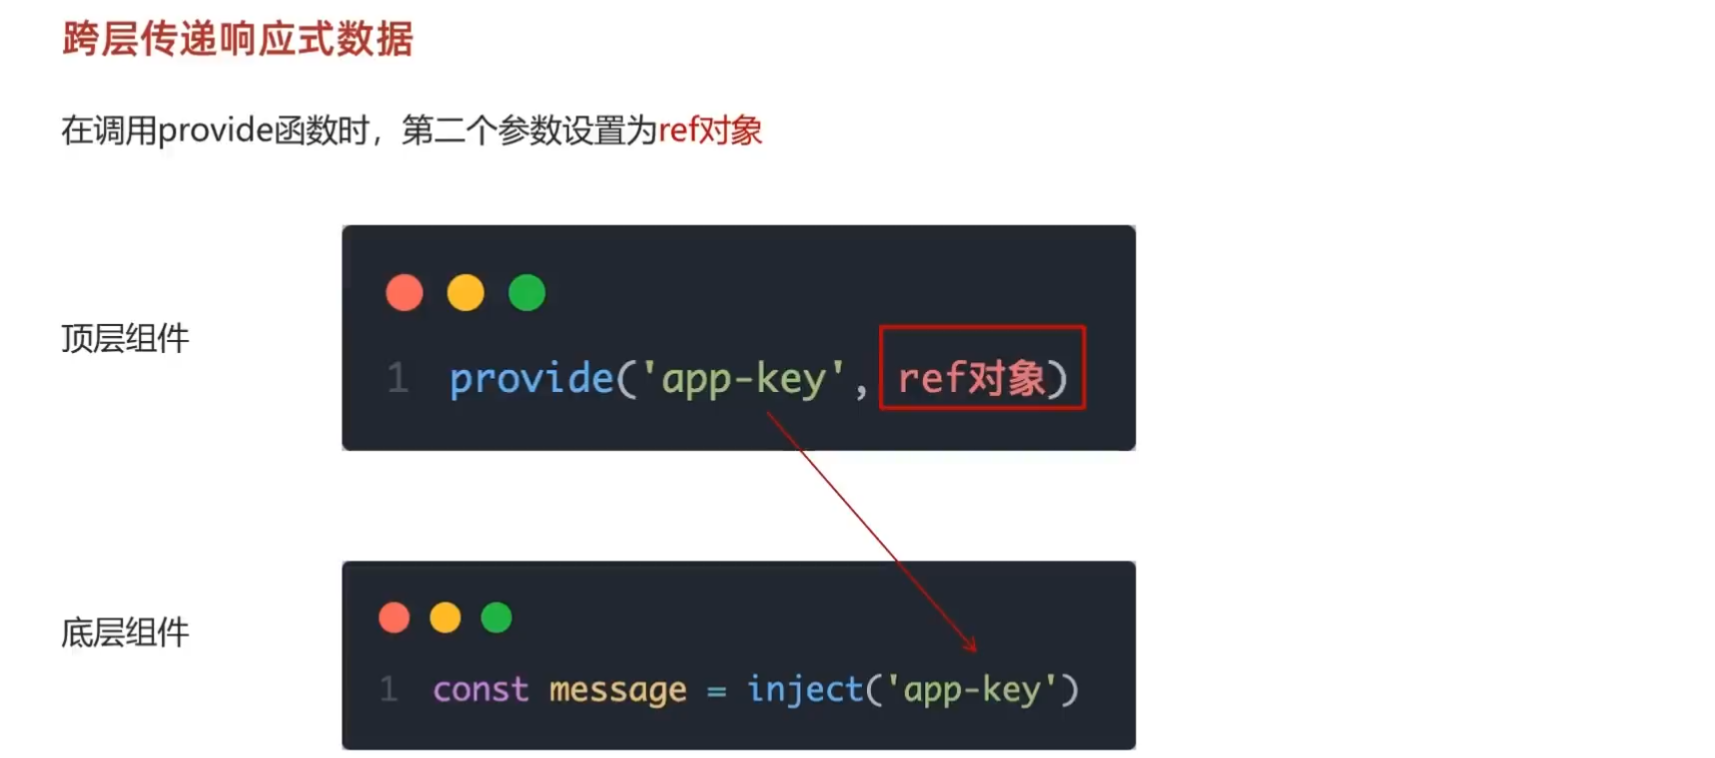 跨层传递响应式数据
在调用provide函数时，第二个参数设置为ref对象
顶层组件
1 provide('app-key', ref对象)
底层组件
1 const message = inject('app-key')